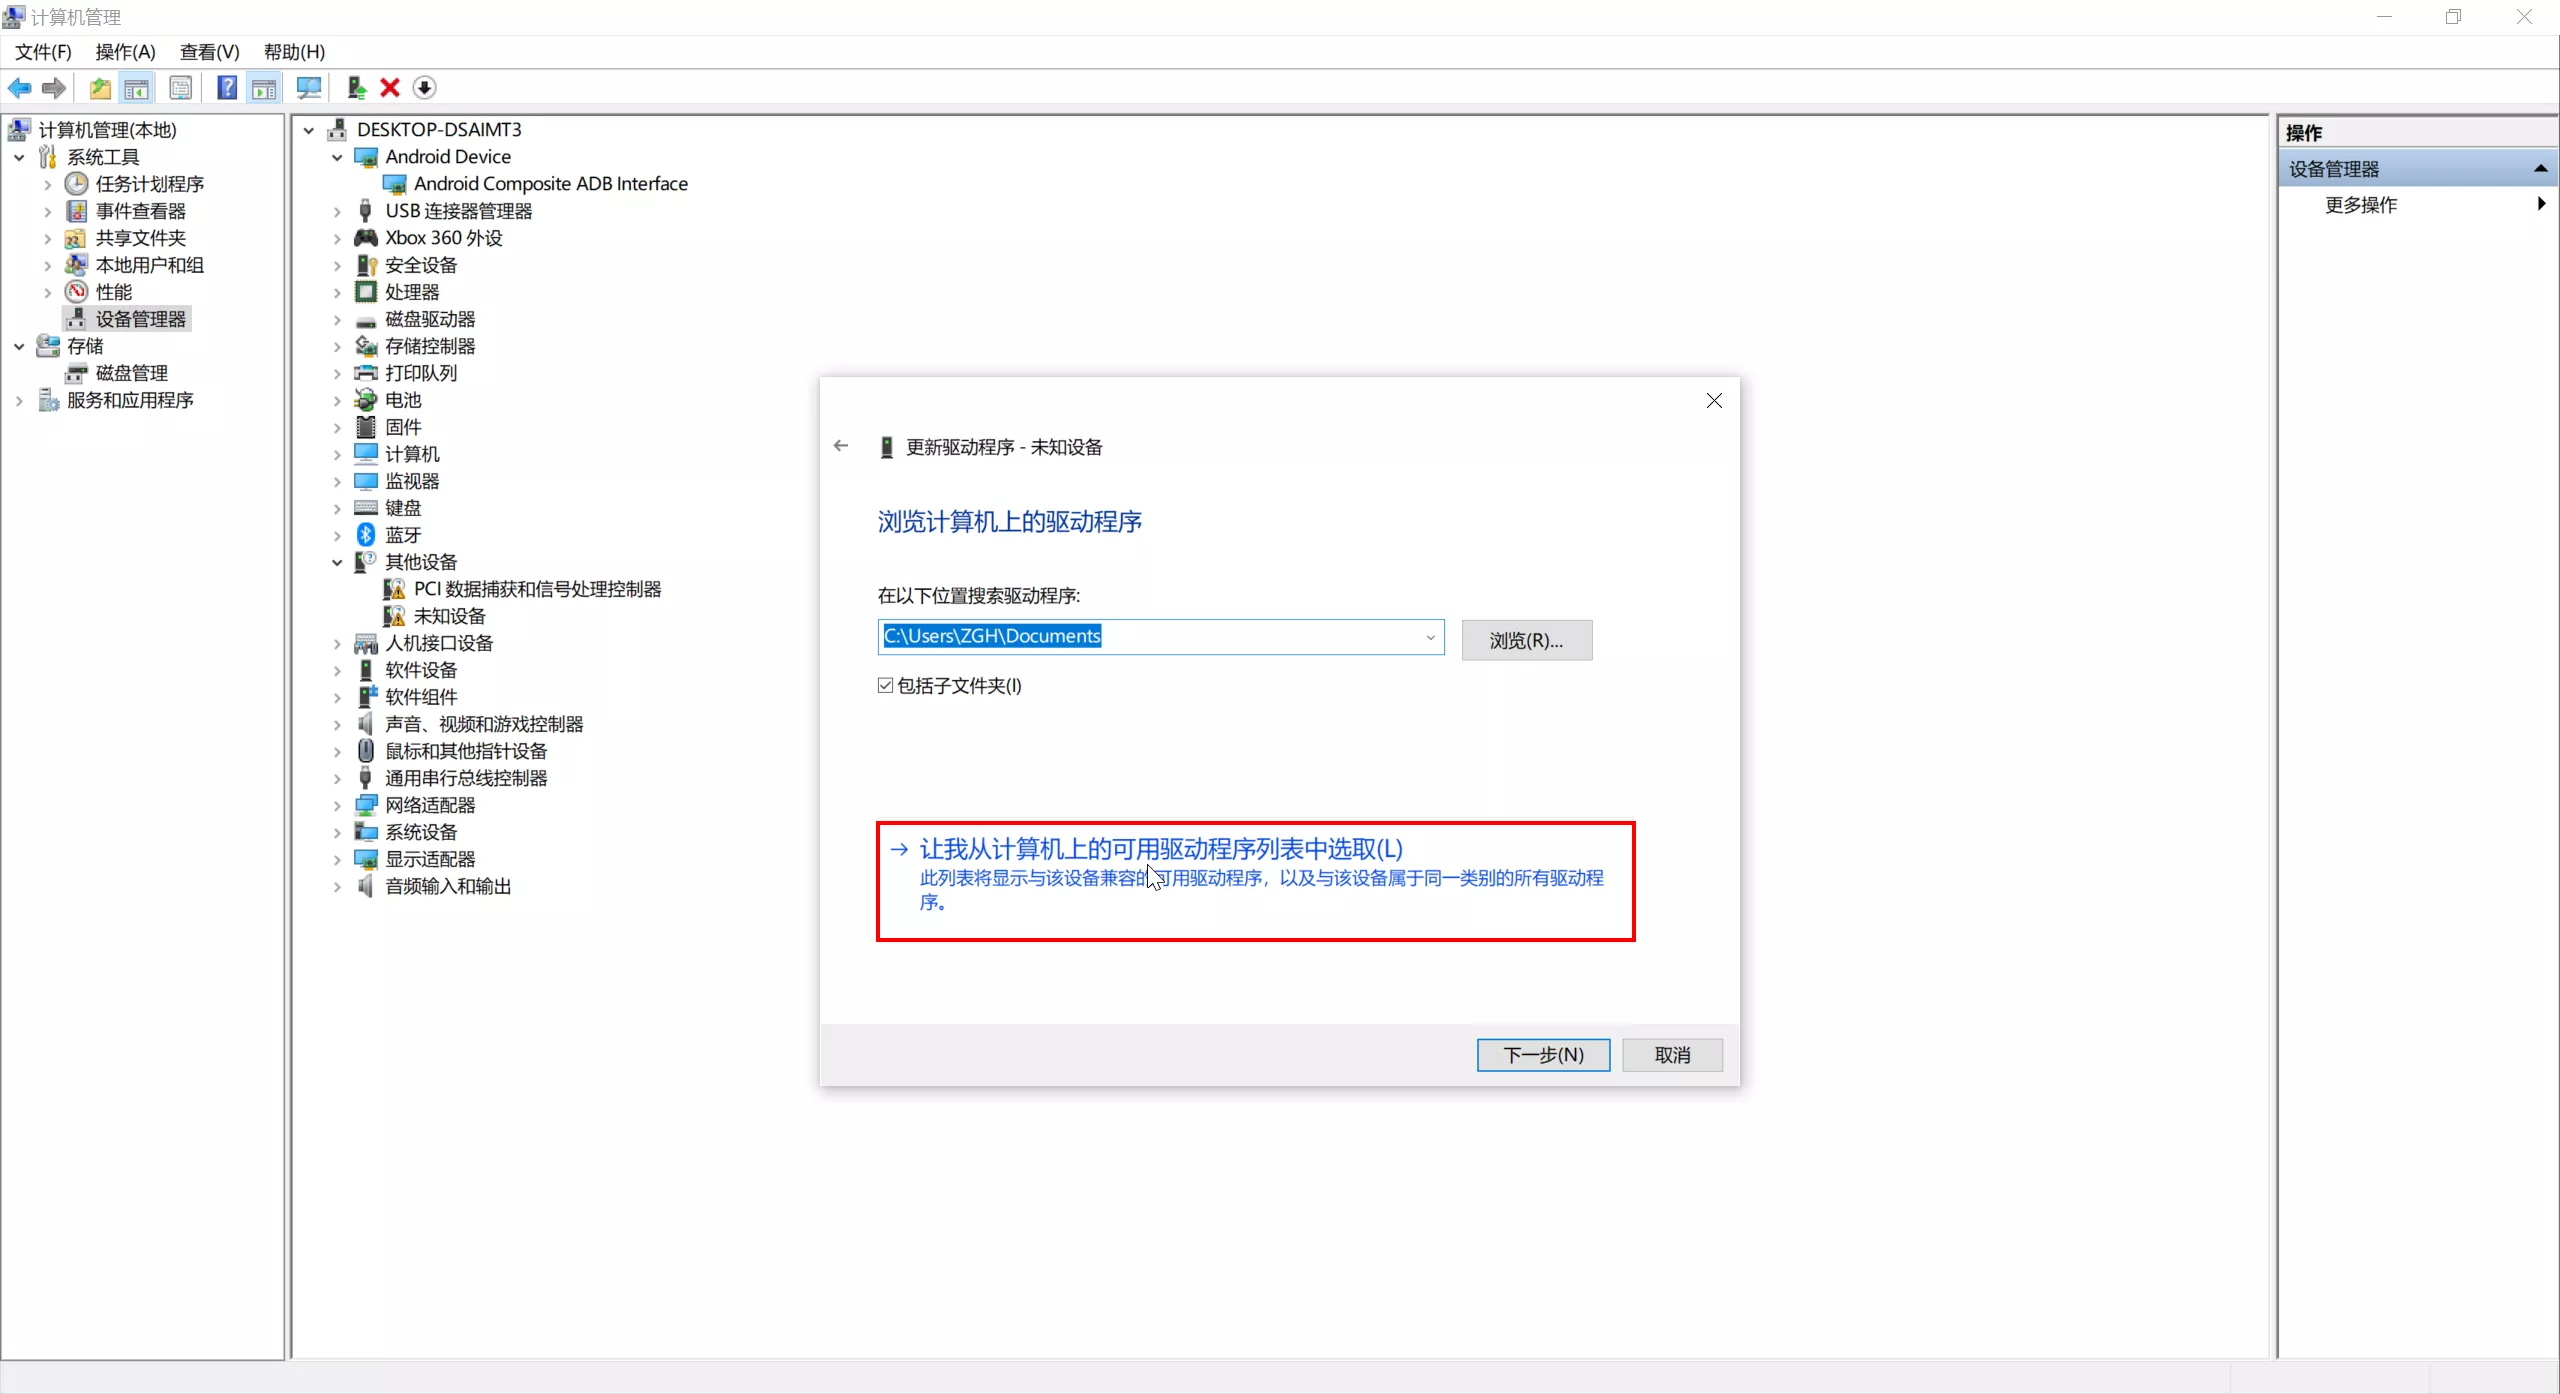 计算机管理
文件(F) 操作(A) 查看(V) 帮助(H)
计算机管理(本地)
系统工具
任务计划程序
事件查看器
共享文件夹
本地用户和组
性能
设备管理器
存储
磁盘管理
服务和应用程序
DESKTOP-DSAIMT3
Android Device
Android Composite ADB Interface
USB 连接器管理器
Xbox 360 外设
安全设备
处理器
磁盘驱动器
存储控制器
打印队列
电池
固件
计算机
监视器
键盘
蓝牙
其他设备
PCI 数据捕获和信号处理控制器
未知设备
人机接口设备
软件设备
软件组件
声音、视频和游戏控制器
鼠标和其他指针设备
通用串行总线控制器
网络适配器
系统设备
显示适配器
音频输入和输出
更新驱动程序 - 未知设备
浏览计算机上的驱动程序
在以下位置搜索驱动程序:
C:\Users\ZGH\Documents
浏览(R)...
包括子文件夹(I)
让我从计算机上的可用驱动程序列表中选取(L)
此列表将显示与该设备兼容的可用驱动程序，以及与该设备属于同一类别的所有驱动程
序。
下一步(N) 取消
操作
设备管理器
更多操作